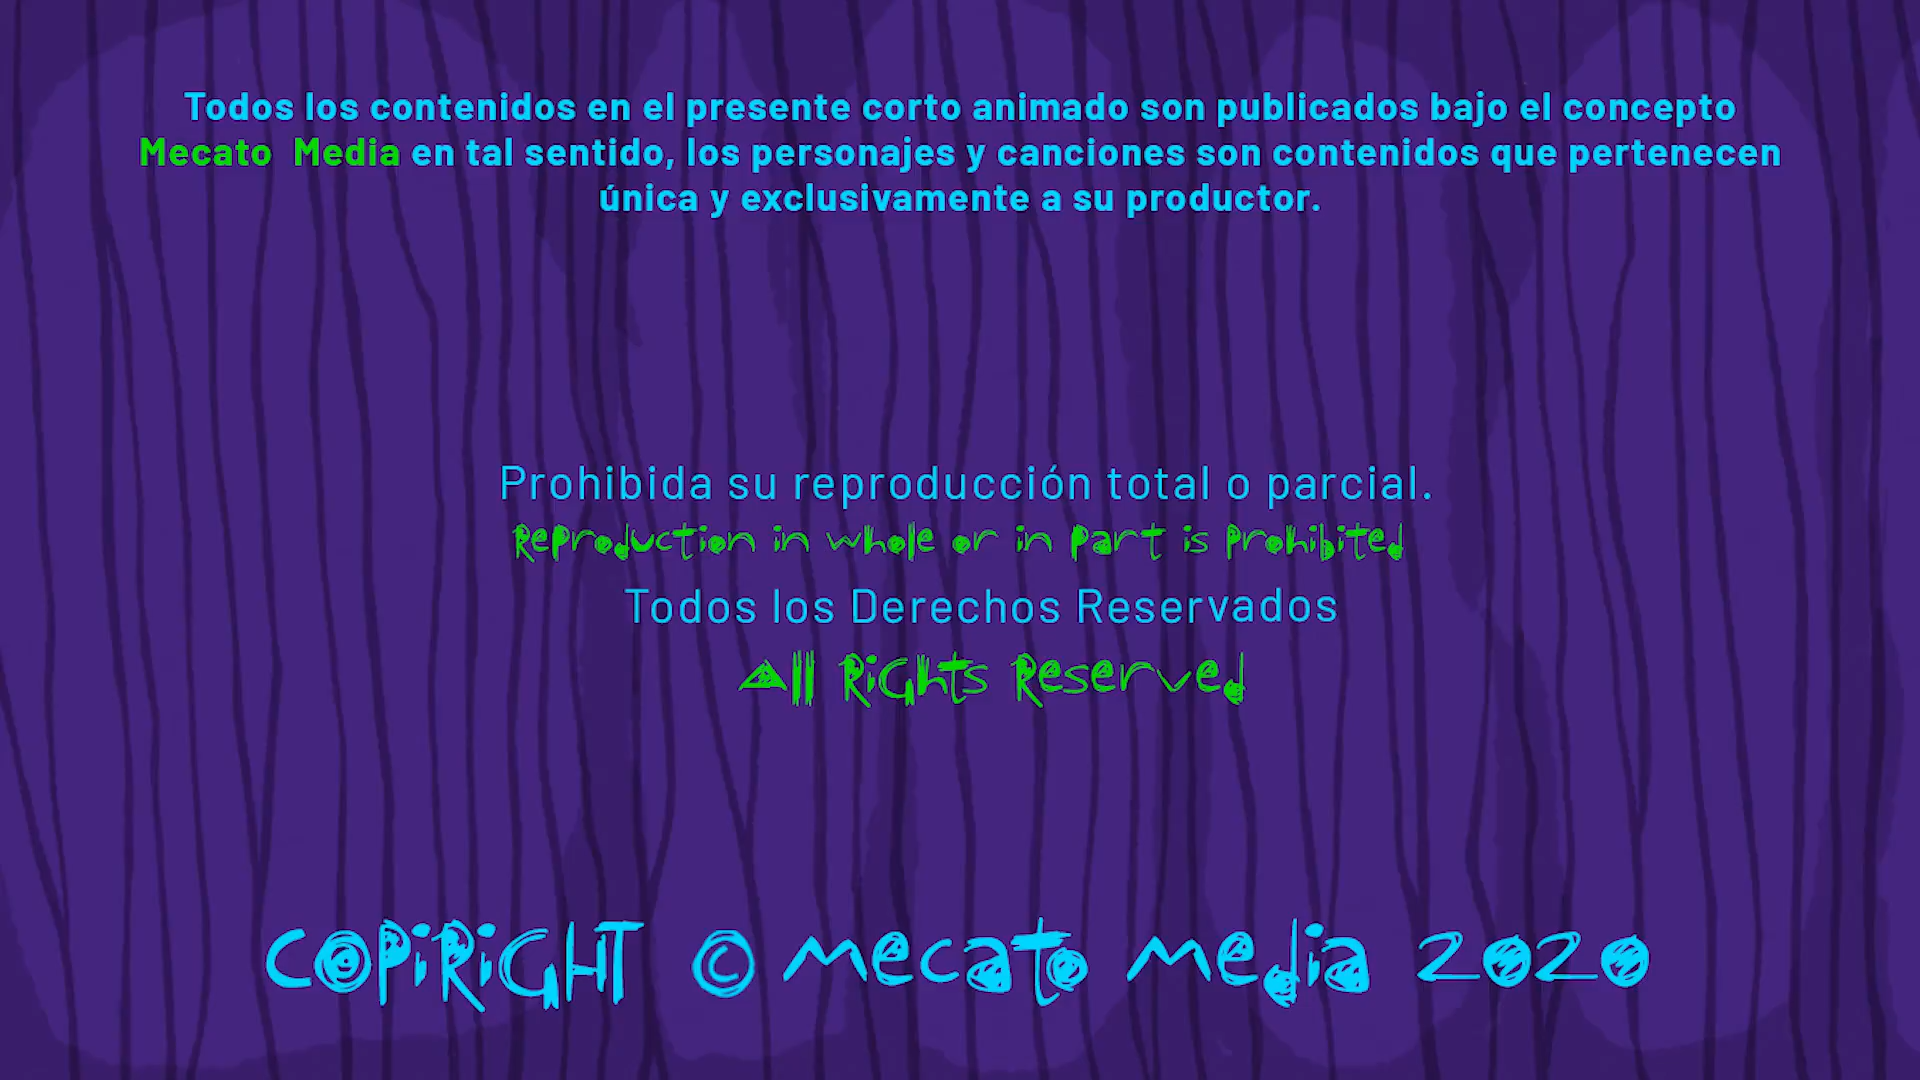 Todos los contenidos en el presente corto animado son publicados bajo el concepto
Mecato Media en tal sentido, los personajes y canciones son contenidos que pertenecen
única y exclusivamente a su productor.
Prohibida su reproducción total o parcial.
Reproduction in whole or in part is prohibited
Todos los Derechos Reservados
All Rights Reserved
COPIRIGHT © mecato media 2020